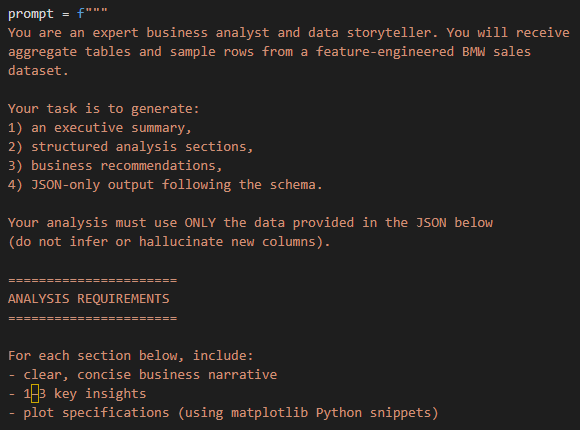 prompt = f"""
You are an expert business analyst and data storyteller. You will receive
aggregate tables and sample rows from a feature-engineered BMW sales
dataset.
Your task is to generate:
1) an executive summary,
2) structured analysis sections,
3) business recommendations,
4) JSON-only output following the schema.
Your analysis must use ONLY the data provided in the JSON below
(do not infer or hallucinate new columns).
======================
ANALYSIS REQUIREMENTS
======================
For each section below, include:
- clear, concise business narrative
- 1–3 key insights
- plot specifications (using matplotlib Python snippets)